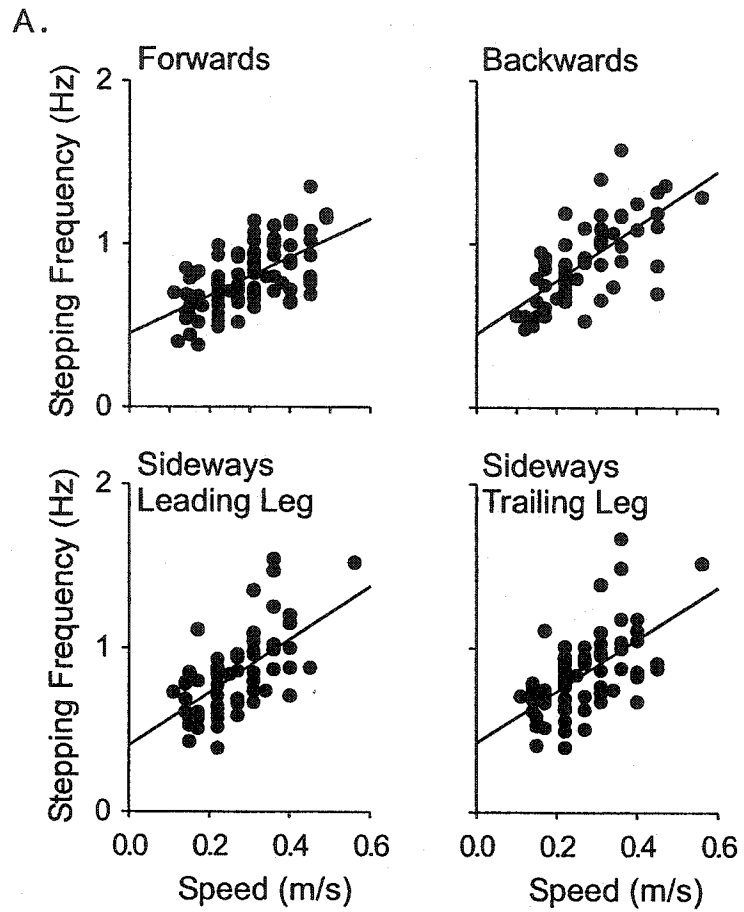 A.
Forwards
Backwards
Stepping Frequency (Hz)
2
1
0
Sideways
Leading Leg
Sideways
Trailing Leg
Stepping Frequency (Hz)
2
1
0
0.0 0.2 0.4 0.6
0.0 0.2 0.4 0.6
Speed (m/s)
Speed (m/s)